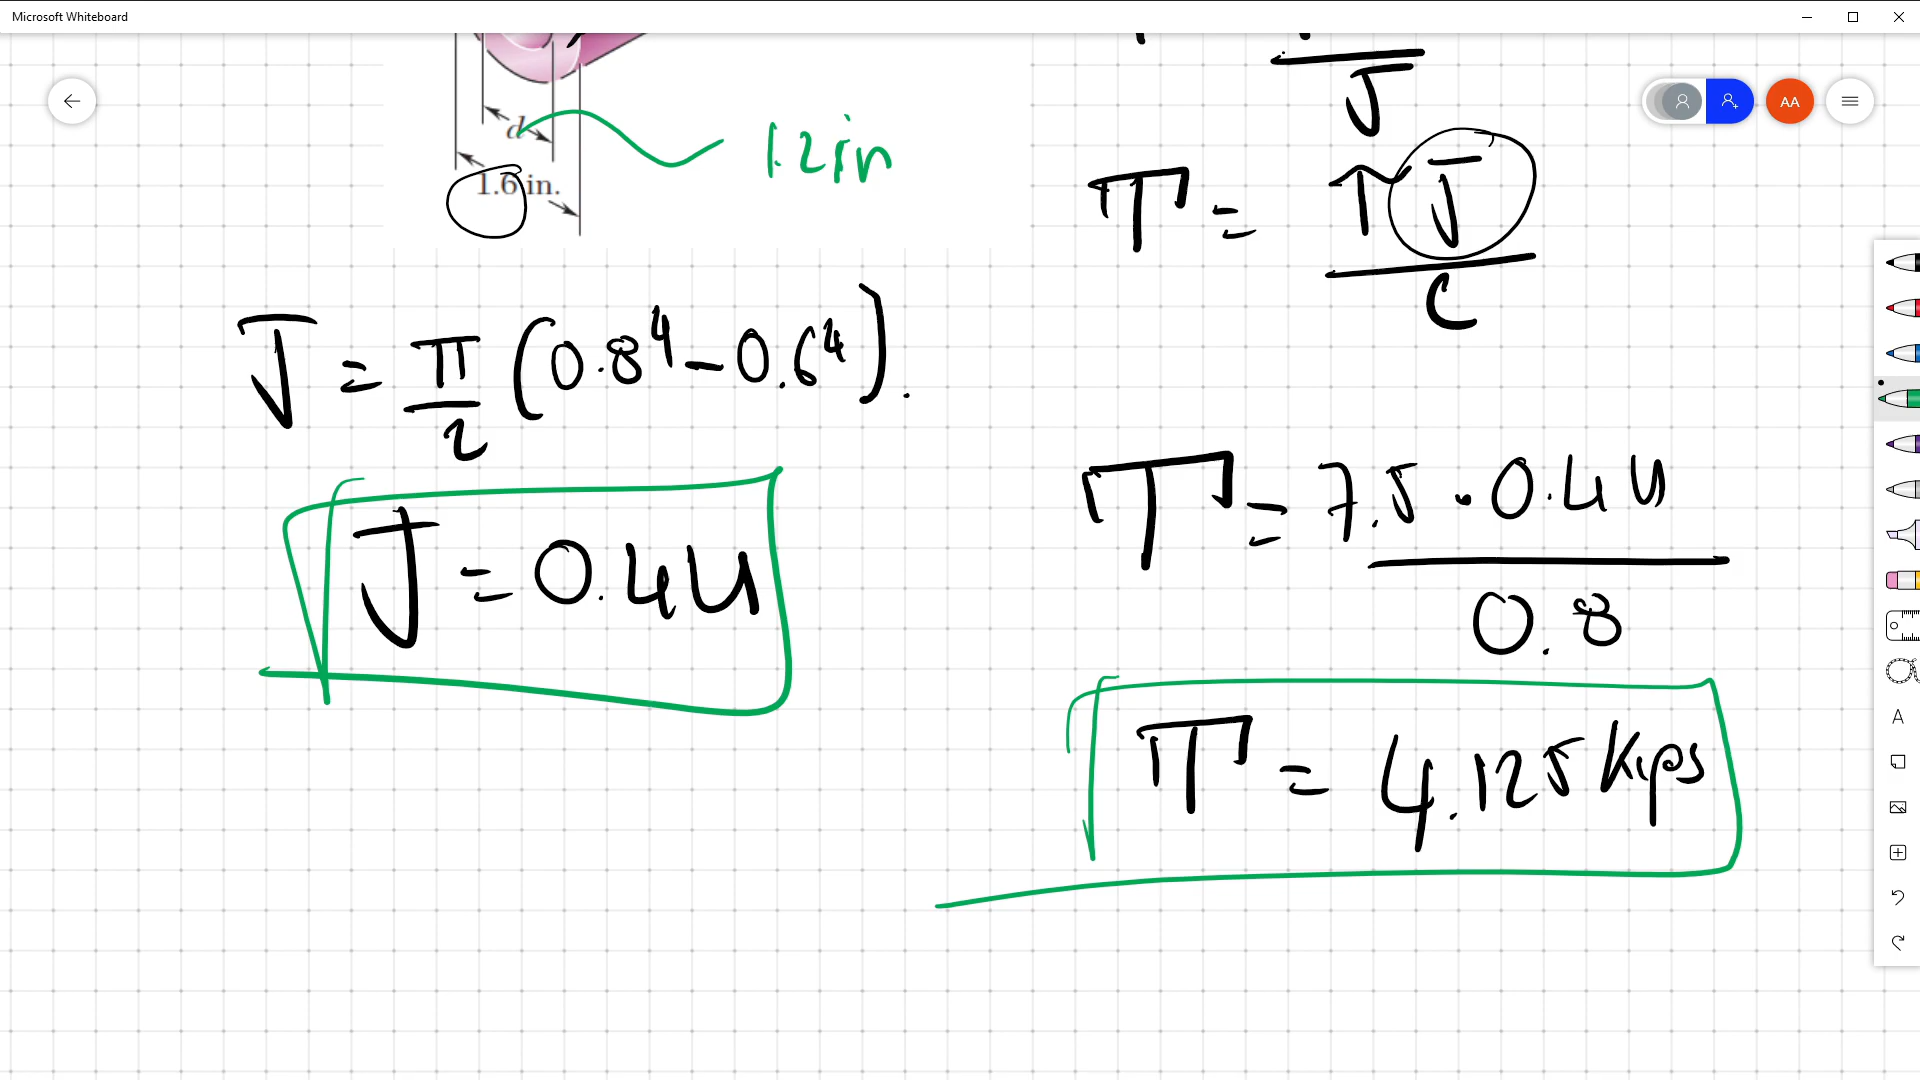 Microsoft Whiteboard
d
1.2in
1.6 in.
J = π/2 (0.8⁴ - 0.6⁴).
J = 0.44
J
T = τJ/C
T = 7.5 · 0.44/0.8
T = 4.125 Kips
AA
A